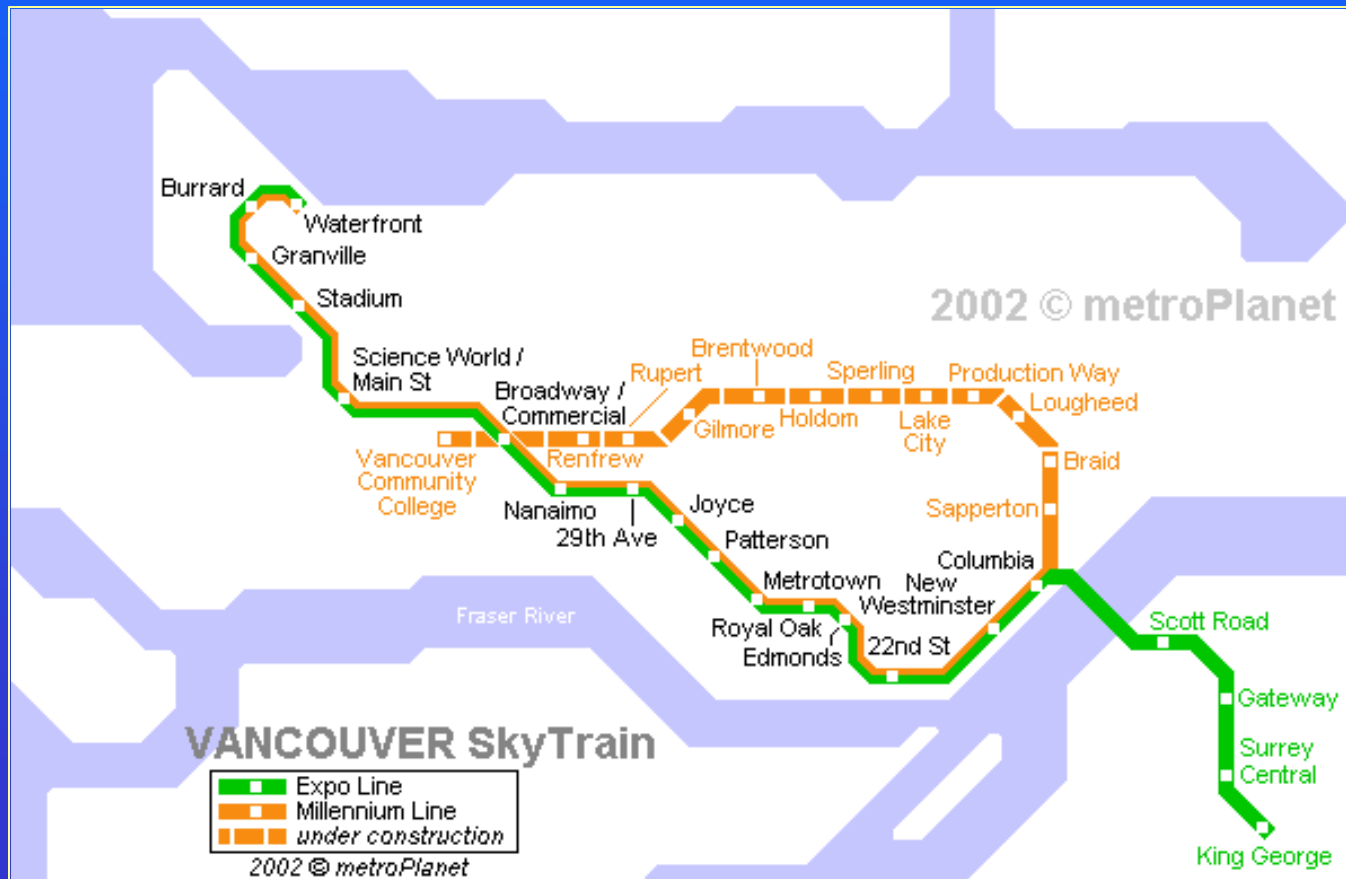 Burrard
Waterfront
Granville
Stadium
2002 © metroPlanet
Science World /
Main St
Broadway /
Commercial
Rupert
Brentwood
Sperling
Production Way
Lougheed
Gilmore
Holdom
Lake
City
Vancouver
Community
College
Renfrew
Braid
Nanaimo
29th Ave
Joyce
Sapperton
Patterson
Columbia
Metrotown
New
Westminster
Royal Oak
Edmonds
22nd St
Fraser River
Scott Road
Gateway
Surrey
Central
King George
VANCOUVER SkyTrain
Expo Line
Millennium Line
under construction
2002 © metroPlanet